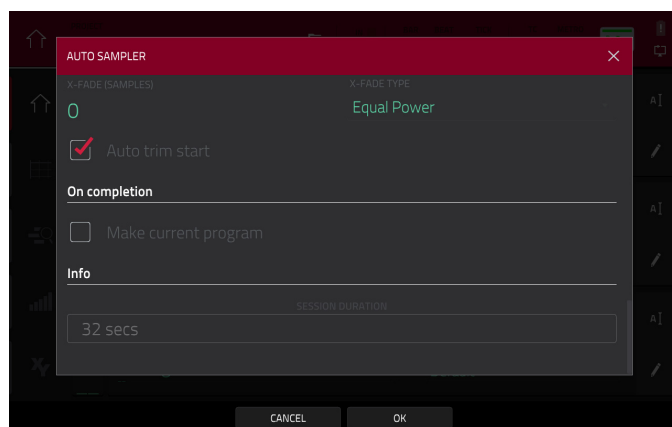 AUTO SAMPLER
X-FADE (SAMPLES)
X-FADE TYPE
0
Equal Power
Auto trim start
On completion
Make current program
Info
SESSION DURATION
32 secs
CANCEL
OK